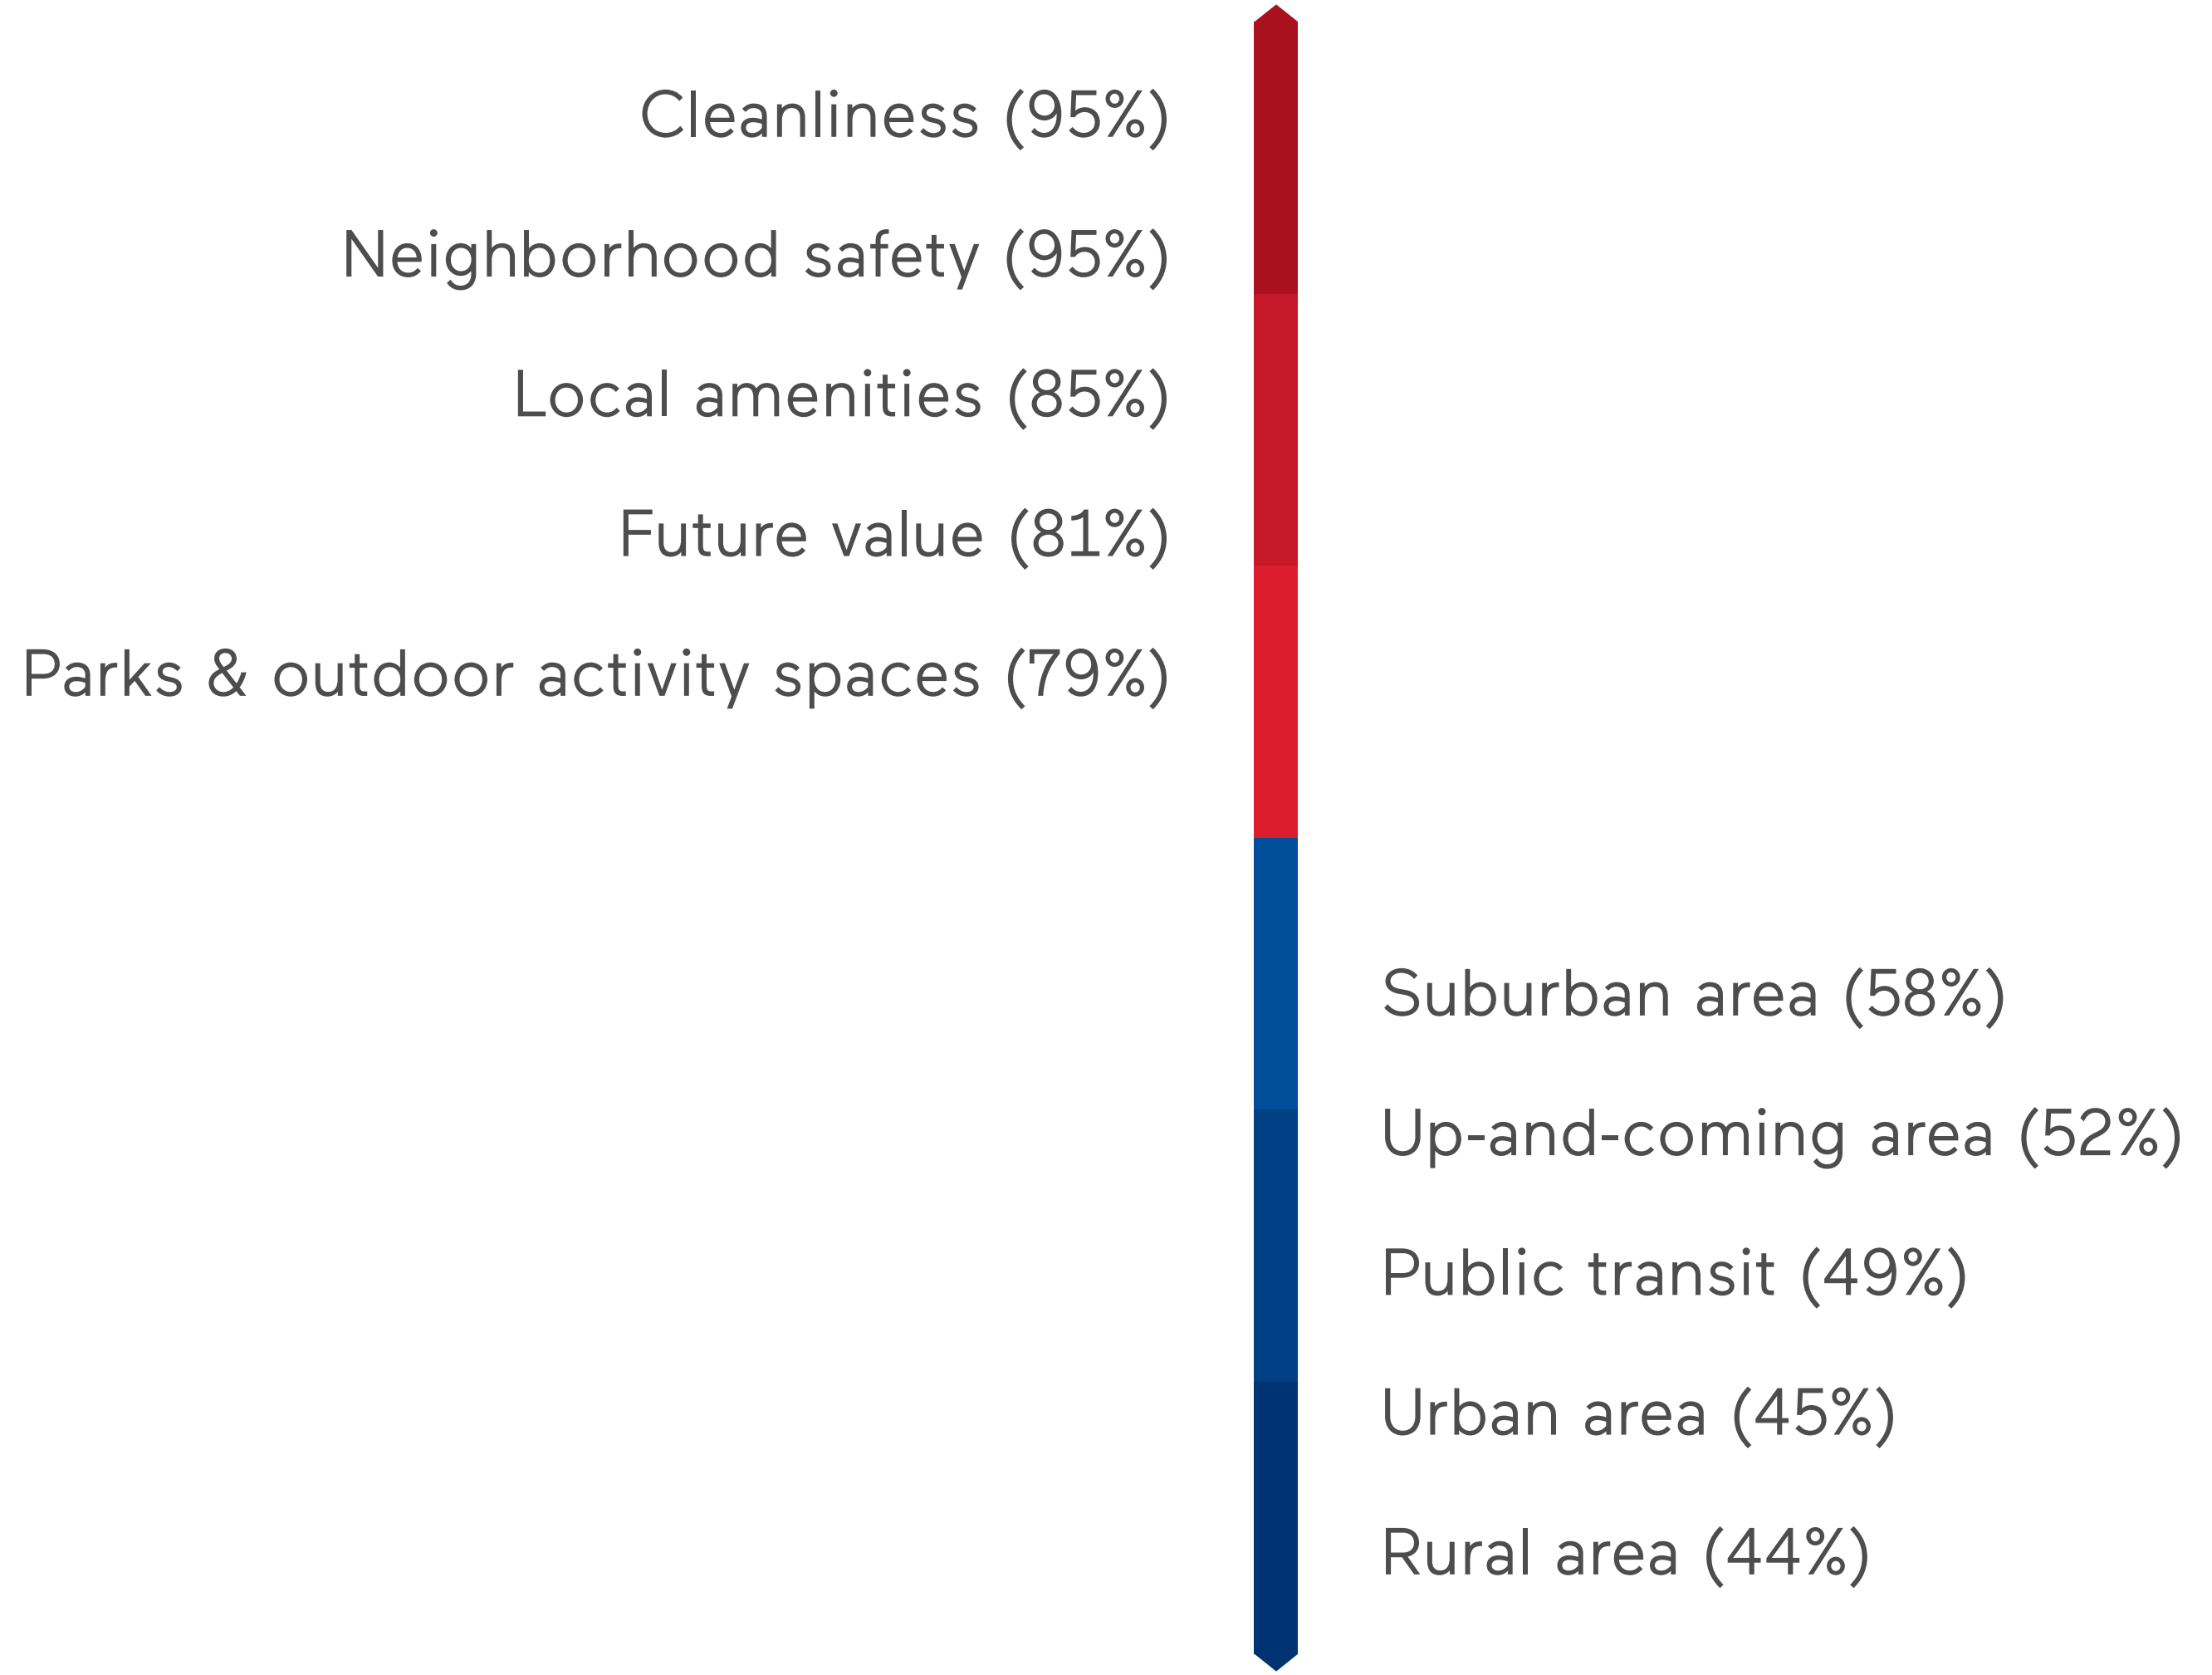 Cleanliness (95%)
Neighborhood safety (95%)
Local amenities (85%)
Future value (81%)
Parks & outdoor activity spaces (79%)
Suburban area (58%)
Up-and-coming area (52%)
Public transit (49%)
Urban area (45%)
Rural area (44%)